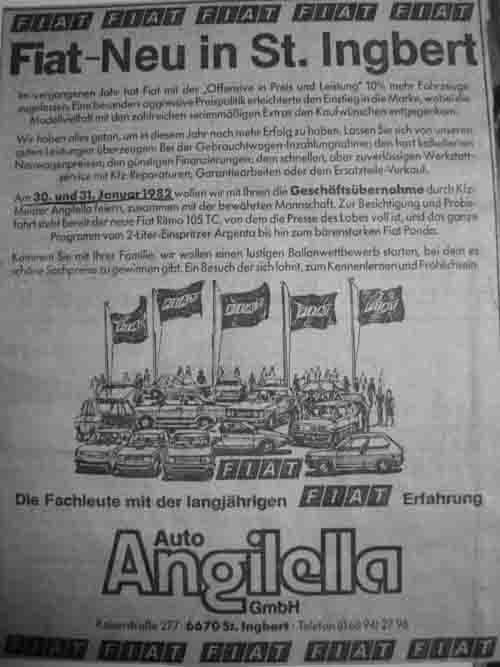 FIAT FIAT FIAT FIAT FIAT
Fiat-Neu in St. Ingbert
Im vergangenen Jahr hat Fiat mit der „Offensive in Preis und Leistung" 10% mehr Fahrzeuge
zugelassen. Eine besonders aggressive Preispolitik erleichterte den Einstieg in die Marke, wobei die
Modellvielfalt mit den zahlreichen serienmäßigen Extras den Kaufwünschen entgegenkam.
Wir haben alles getan, um in diesem Jahr noch mehr Erfolg zu haben. Lassen Sie sich von unseren
guten Leistungen überzeugen: Bei der Gebrauchtwagen-Inzahlungnahme, den hart kalkulierten
Neuwagenpreisen, den günstigen Finanzierungen, dem schnellen, aber zuverlässigen Werkstatt-
service mit Kfz-Reparaturen, Garantiearbeiten oder dem Ersatzteile-Verkauf.
Am 30. und 31. Januar 1982 wollen wir mit Ihnen die Geschäftsübernahme durch Kfz-
Meister Angilella feiern, zusammen mit der bewährten Mannschaft. Zur Besichtigung und Probe-
fahrt steht bereit der neue Fiat Ritmo 105 TC, von dem die Presse des Lobes voll ist, und das ganze
Programm vom 2-Liter-Einspritzer Argenta bis hin zum bärenstarken Fiat Panda.
Kommen Sie mit Ihrer Familie, wir wollen einen lustigen Ballonwettbewerb starten, bei dem es
schöne Sachpreise zu gewinnen gibt. Ein Besuch der sich lohnt, zum Kennenlernen und Fröhlichsein.
FIAT FIAT FIAT FIAT FIAT
FIAT
Die Fachleute mit der langjährigen FIAT Erfahrung
Auto
Angilella
GmbH
Kaiserstraße 277 · 6670 St. Ingbert · Telefon (0 68 94) 27 96
FIAT FIAT FIAT FIAT FIAT